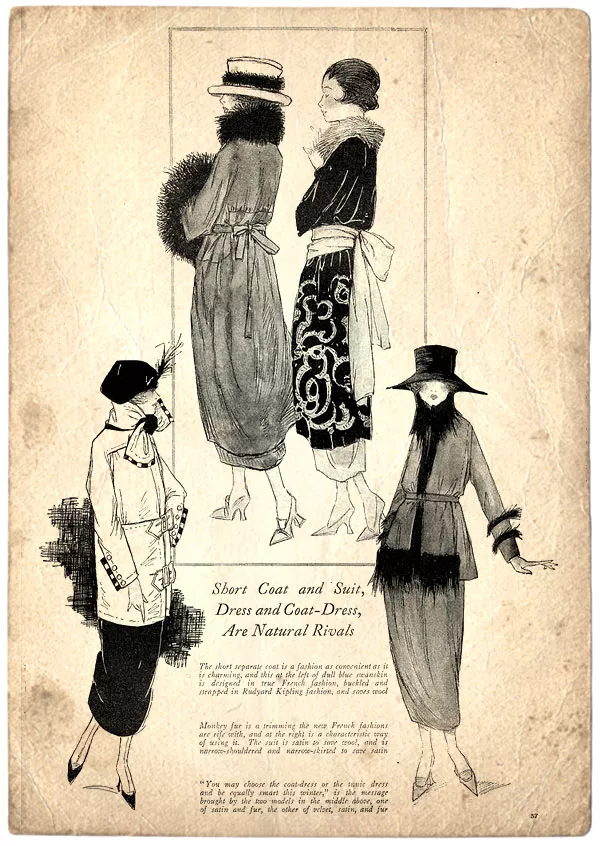 Short Coat and Suit,
Dress and Coat-Dress,
Are Natural Rivals
The short separate coat is a fashion as convenient as it
is charming, and this at the left of dull blue swanskin
is designed in true French fashion, buckled and
strapped in Rudyard Kipling fashion, and saves wool
Monkey fur is a trimming the new French fashions
are rife with, and at the right is a characteristic way
of using it. The suit is satin to save wool, and is
narrow-shouldered and narrow-skirted to save satin
"You may choose the coat-dress or the tunic dress
and be equally smart this winter," is the message
brought by the two models in the middle above, one
of satin and fur, the other of velvet, satin, and fur
57